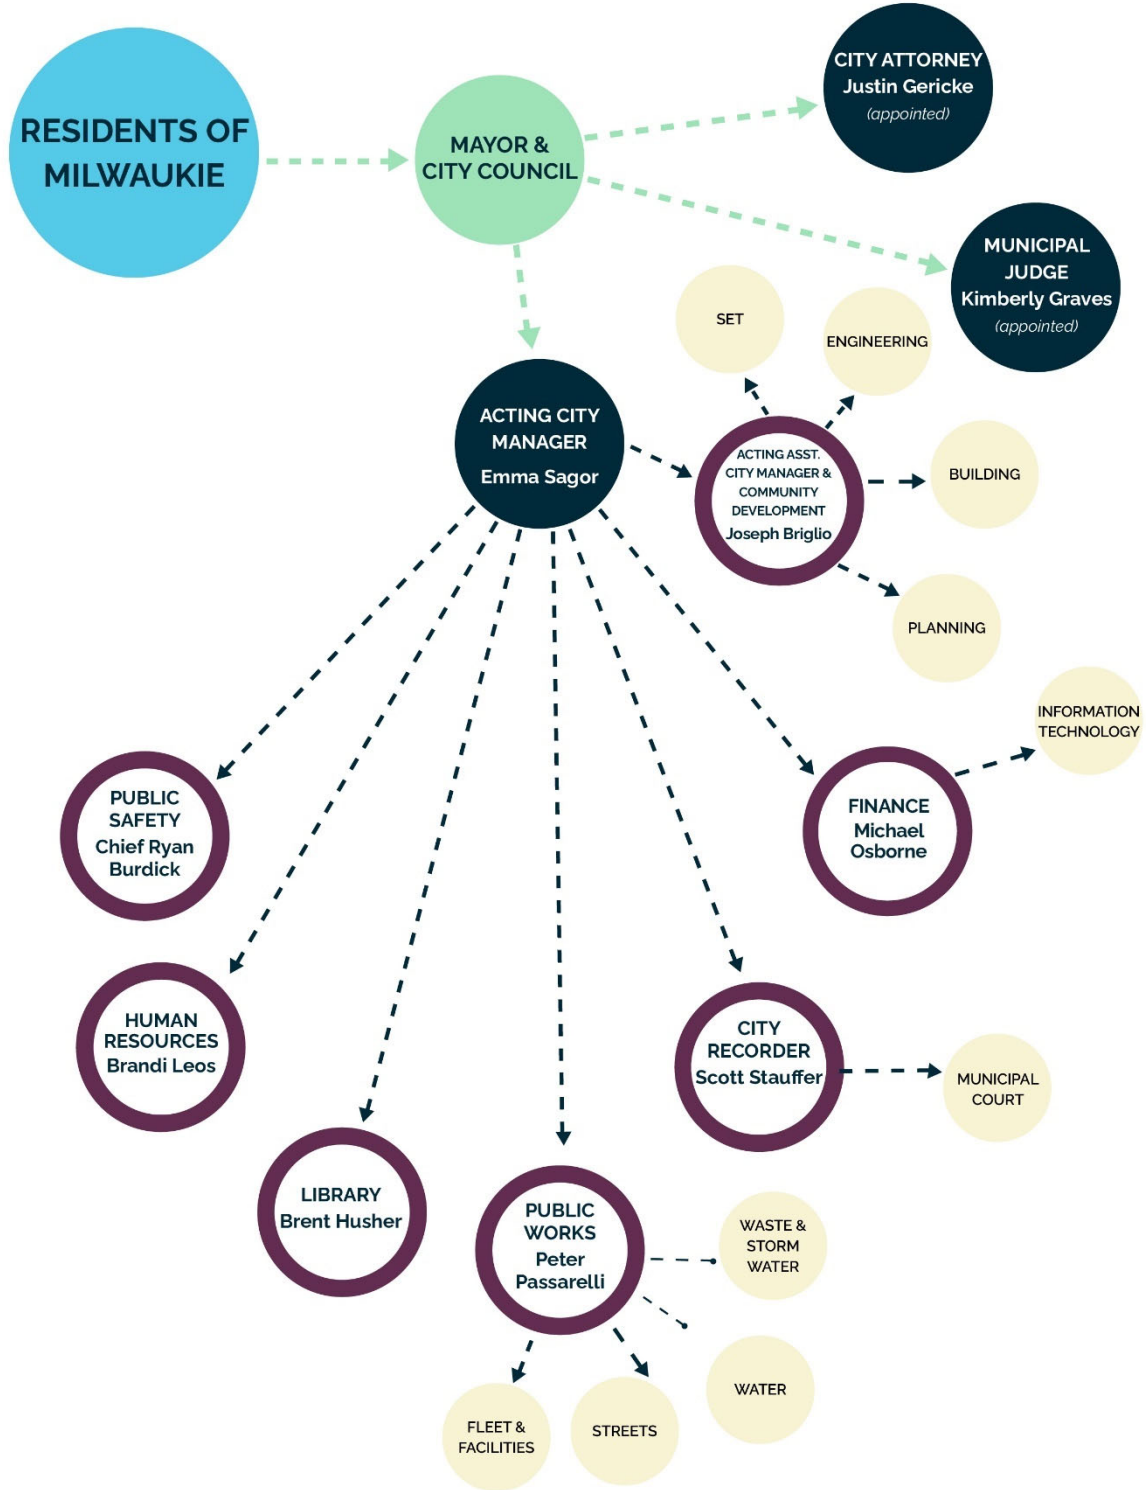 RESIDENTS OF
MILWAUKIE
MAYOR &
CITY COUNCIL
CITY ATTORNEY
Justin Gericke
(appointed)
MUNICIPAL
JUDGE
Kimberly Graves
(appointed)
ACTING CITY
MANAGER
Emma Sagor
ACTING ASST.
CITY MANAGER &
COMMUNITY
DEVELOPMENT
Joseph Briglio
SET
ENGINEERING
BUILDING
PLANNING
INFORMATION
TECHNOLOGY
FINANCE
Michael
Osborne
PUBLIC
SAFETY
Chief Ryan
Burdick
HUMAN
RESOURCES
Brandi Leos
CITY
RECORDER
Scott Stauffer
MUNICIPAL
COURT
LIBRARY
Brent Husher
PUBLIC
WORKS
Peter
Passarelli
WASTE &
STORM
WATER
WATER
STREETS
FLEET &
FACILITIES